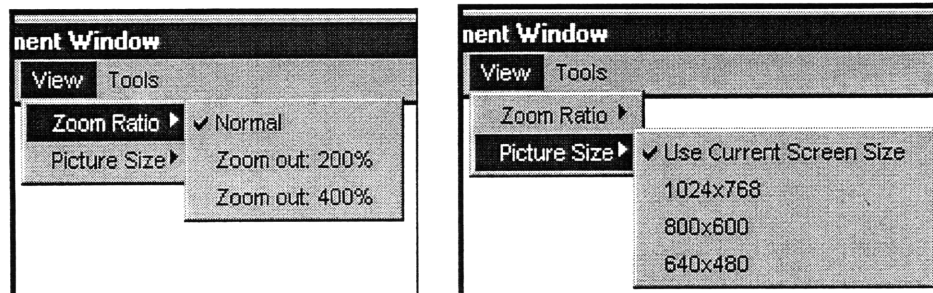 nent Window
View Tools
Zoom Ratio
Picture Size
✓ Normal
Zoom out: 200%
Zoom out: 400%
nent Window
View Tools
Zoom Ratio
Picture Size
✓ Use Current Screen Size
1024x768
800x600
640x480